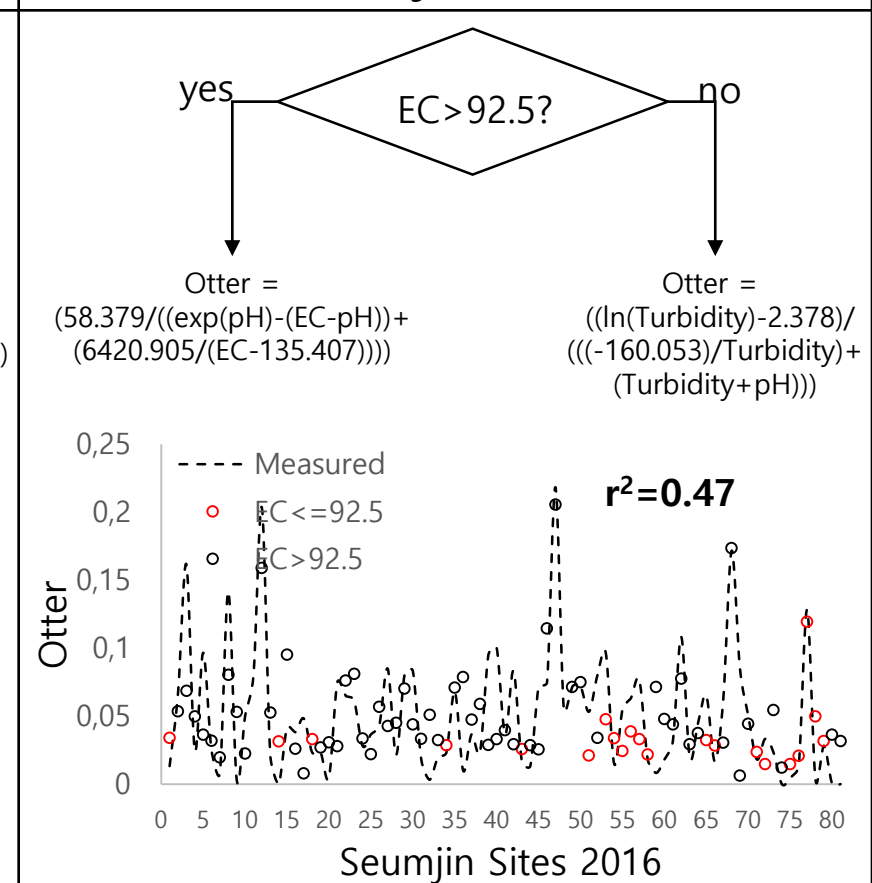 yes
EC>92.5?
no
Otter =
(58.379/((exp(pH)-(EC-pH))+
(6420.905/(EC-135.407))))
Otter =
((ln(Turbidity)-2.378)/
(((-160.053)/Turbidity)+
(Turbidity+pH)))
)
0,25
0,2
0,15
0,1
0,05
0
Otter
Measured
EC<=92.5
EC>92.5
r²=0.47
0 5 10 15 20 25 30 35 40 45 50 55 60 65 70 75 80
Seumjin Sites 2016